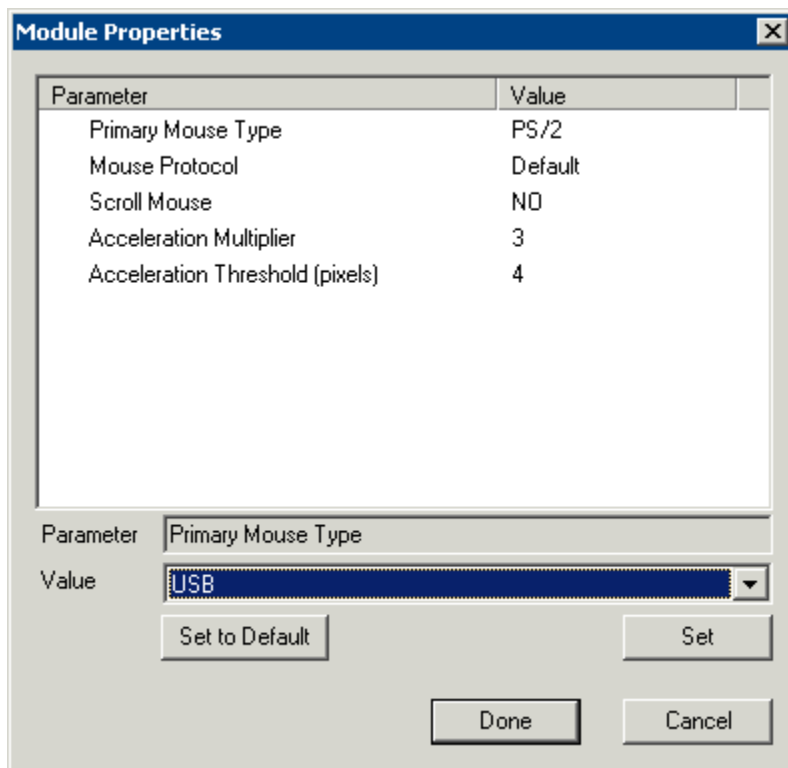 Module Properties
Parameter Value
Primary Mouse Type PS/2
Mouse Protocol Default
Scroll Mouse NO
Acceleration Multiplier 3
Acceleration Threshold (pixels) 4
Parameter Primary Mouse Type
Value USB
Set to Default Set
Done Cancel